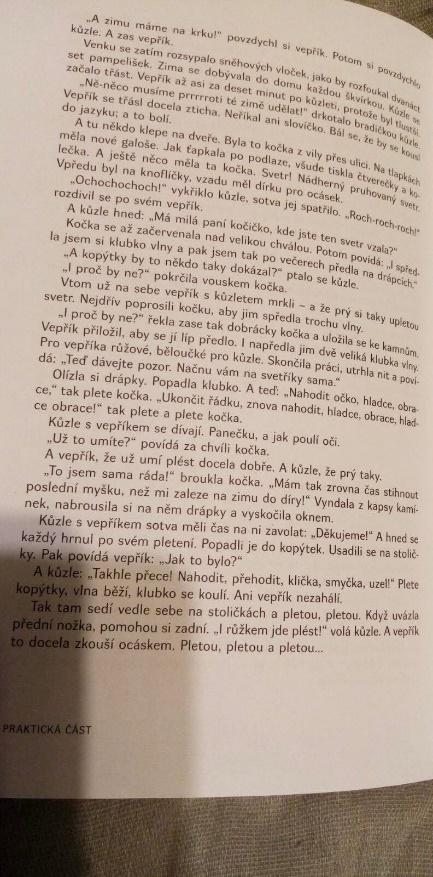 „A zimu máme na krku!" povzdychl si vepřík. Potom si povzdychlo
kůzle. A zas vepřík.
Venku se zatím rozsypalo sněhových vloček, jako by rozfoukal dvanáct
set pampelišek. Zima se dobývala do domu každou škvírkou. Kůzle se
začalo třást. Vepřík až asi za deset minut po kůzleti, protože byl tlustší.
„Ně-něco musíme prrrrroti té zimě udělat!" drkotalo bradičkou kůzle.
Vepřík se třásl docela zticha. Neříkal ani slovíčko. Bál se, že by se kousl
do jazyku; a to bolí.
A tu někdo klepe na dveře. Byla to kočka z vily přes ulici. Na tlapkách
měla nové galoše. Jak ťapkala po podlaze, všude tiskla čtverečky a ko-
lečka. A ještě něco měla ta kočka. Svetr! Nádherný pruhovaný svetr.
Vpředu byl na knoflíčky, vzadu měl dírku pro ocásek.
„Ochochochoch!" vykřiklo kůzle, sotva jej spatřilo. „Roch-roch-roch!"
rozdivil se po svém vepřík.
A kůzle hned: „Má milá paní kočičko, kde jste ten svetr vzala?"
Kočka se až začervenala nad velikou chválou. Potom povídá: „I spřed-
la jsem si klubko vlny a pak jsem tak po večerech předla na drápcích."
„A kopýtky by to někdo taky dokázal?" ptalo se kůzle.
„I proč by ne?" pokrčila vouskem kočka.
Vtom už na sebe vepřík s kůzletem mrkli – a že prý si taky upletou
svetr. Nejdřív poprosili kočku, aby jim spředla trochu vlny.
„I proč by ne?" řekla zase tak dobrácky kočka a uložila se ke kamnům.
Vepřík přiložil, aby se jí líp předlo. I napředla jim dvě veliká klubka vlny.
Pro vepříka růžové, běloučké pro kůzle. Skončila práci, utrhla nit a poví-
dá: „Teď dávejte pozor. Načnu vám na svetříky sama."
Olízla si drápky. Popadla klubko. A teď: „Nahodit očko, hladce, obra-
ce," tak plete kočka. „Ukončit řádku, znova nahodit, hladce, obrace, hlad-
ce obrace!" tak plete a plete kočka.
Kůzle s vepříkem se dívají. Panečku, a jak poulí oči.
„Už to umíte?" povídá za chvíli kočka.
A vepřík, že už umí plést docela dobře. A kůzle, že prý taky.
„To jsem sama ráda!" broukla kočka. „Mám tak zrovna čas stihnout
poslední myšku, než mi zaleze na zimu do díry!" Vyndala z kapsy kamí-
nek, nabrousila si na něm drápky a vyskočila oknem.
Kůzle s vepříkem sotva měli čas na ni zavolat: „Děkujeme!" A hned se
každý hrnul po svém pletení. Popadli je do kopýtek. Usadili se na stolič-
ky. Pak povídá vepřík: „Jak to bylo?"
A kůzle: „Takhle přece! Nahodit, přehodit, klička, smyčka, uzel!" Plete
kopýtky, vlna běží, klubko se koulí. Ani vepřík nezahálí.
Tak tam sedí vedle sebe na stoličkách a pletou, pletou. Když uvázla
přední nožka, pomohou si zadní. „I růžkem jde plést!" volá kůzle. A vepřík
to docela zkouší ocáskem. Pletou, pletou a pletou...
PRAKTICKÁ ČÁST